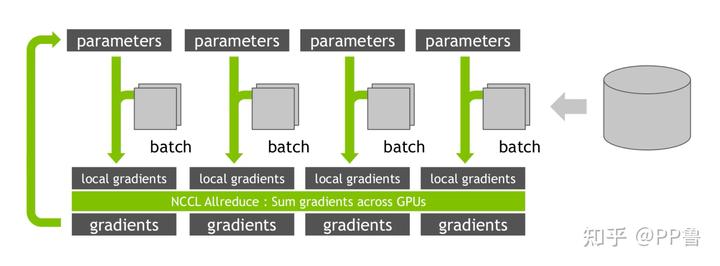 parameters parameters parameters parameters
batch batch batch batch
local gradients local gradients local gradients local gradients
NCCL Allreduce : Sum gradients across GPUs
gradients gradients gradients gradients
知乎 @PP鲁